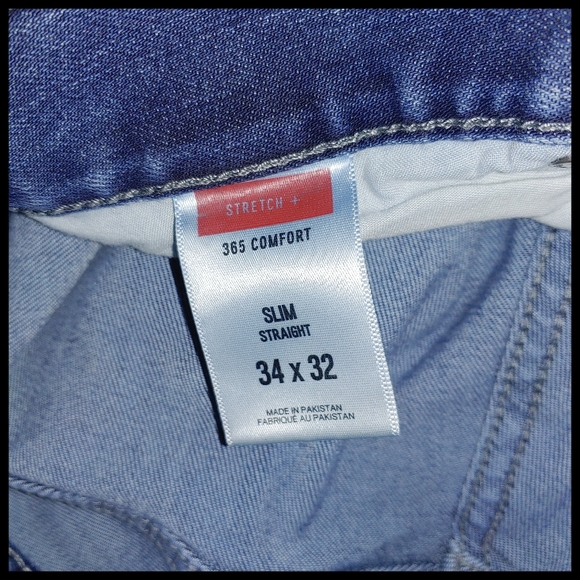 STRETCH +
365 COMFORT
SLIM
STRAIGHT
34 x 32
MADE IN PAKISTAN
FABRIQUÉ AU PAKISTAN